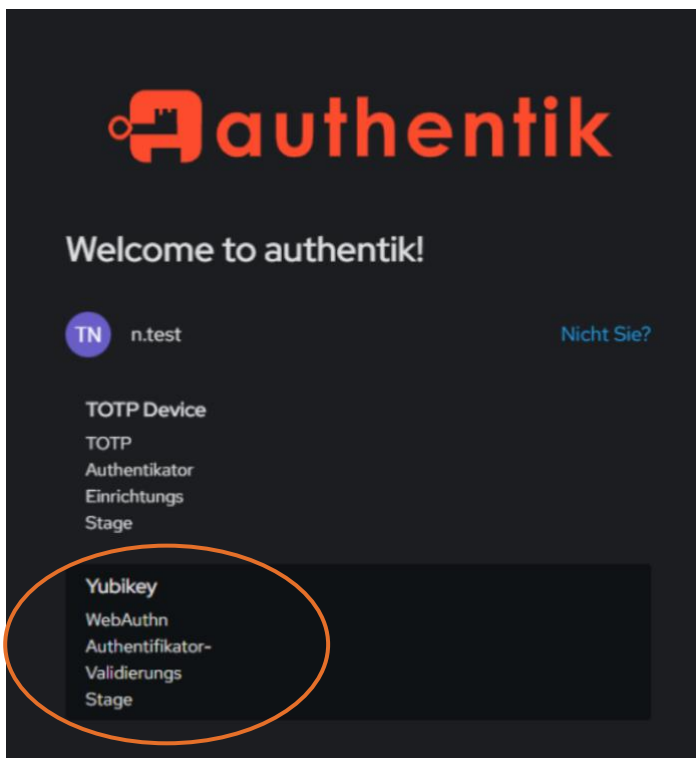 authentik
Welcome to authentik!
TN n.test Nicht Sie?
TOTP Device
TOTP
Authentikator
Einrichtungs
Stage
Yubikey
WebAuthn
Authentifikator-
Validierungs
Stage